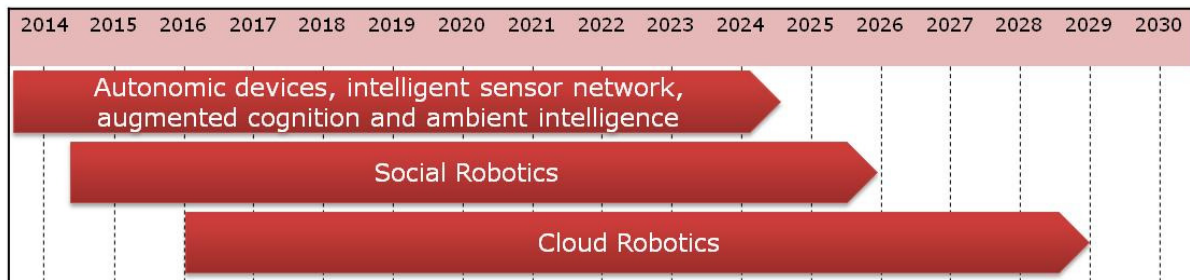 2014 2015 2016 2017 2018 2019 2020 2021 2022 2023 2024 2025 2026 2027 2028 2029 2030
Autonomic devices, intelligent sensor network,
augmented cognition and ambient intelligence
Social Robotics
Cloud Robotics